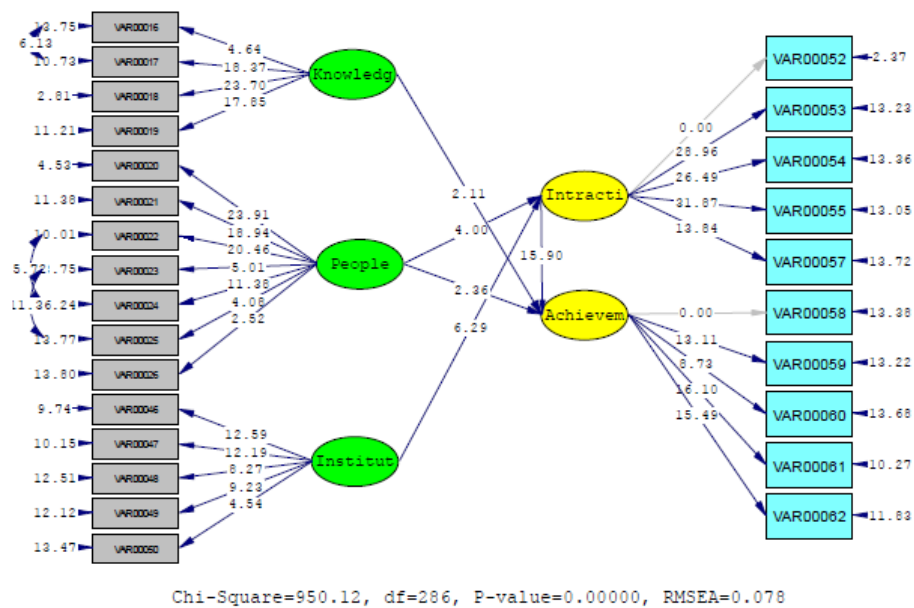 13.75 VAR00016
6.13
10.73 VAR00017
2.81 VAR00018
11.21 VAR00019
4.53 VAR00020
11.38 VAR00021
10.01 VAR00022
VAR00023
VAR00024
13.77 VAR00025
13.80 VAR00026
9.74 VAR00046
10.15 VAR00047
12.51 VAR00048
12.12 VAR00049
13.47 VAR00050
4.64
18.37
23.70
17.85
23.91
18.94
20.46
5.01
11.38
4.08
2.52
12.59
12.19
8.27
9.23
4.54
Knowledg
People
Institut
2.11
4.00
2.36
6.29
15.90
Intracti
Achievem
0.00
28.96
26.49
31.87
13.84
0.00
13.11
8.73
16.10
15.49
VAR00052 2.37
VAR00053 13.23
VAR00054 13.36
VAR00055 13.05
VAR00057 13.72
VAR00058 13.38
VAR00059 13.22
VAR00060 13.68
VAR00061 10.27
VAR00062 11.83
Chi-Square=950.12, df=286, P-value=0.00000, RMSEA=0.078